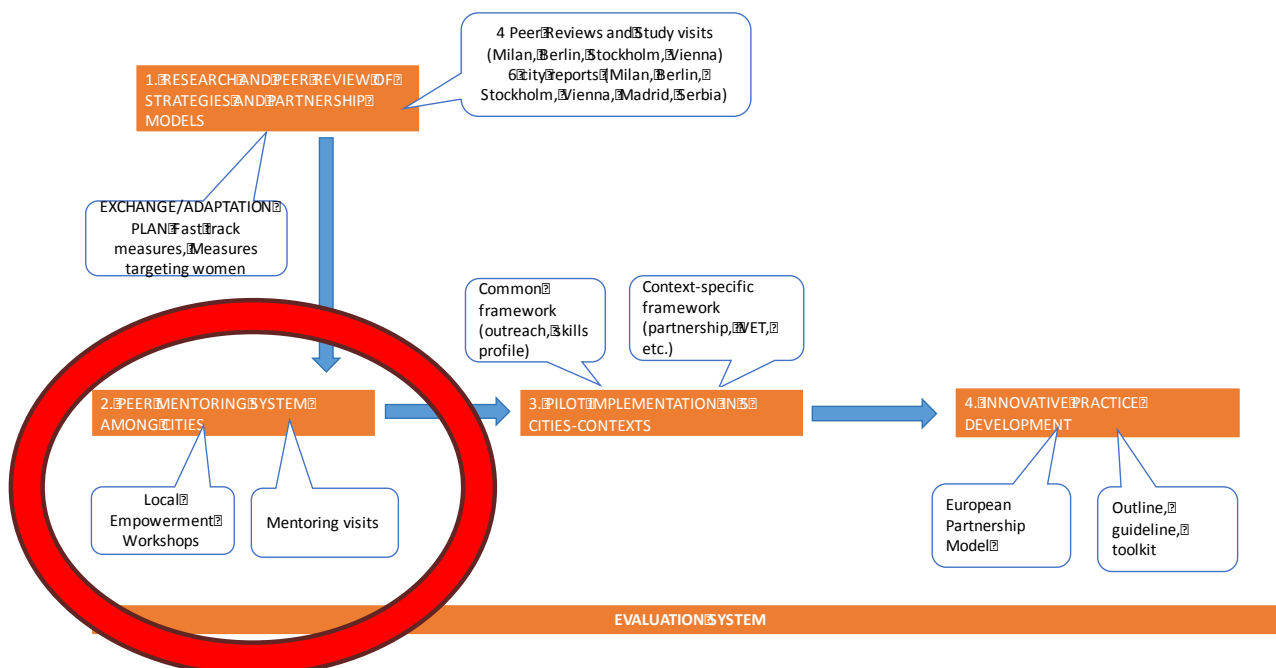 4 Peer Reviews and Study visits
(Milan, Berlin, Stockholm, Vienna)
6 city reports (Milan, Berlin,
Stockholm, Vienna, Madrid, Serbia)
1. RESEARCH AND PEER REVIEW OF
STRATEGIES AND PARTNERSHIP
MODELS
EXCHANGE/ADAPTATION
PLAN Fast track
measures, Measures
targeting women
Common
framework
(outreach, skills
profile)
Context-specific
framework
(partnership, VET,
etc.)
2. PEER MENTORING SYSTEM
AMONG CITIES
3. PILOT IMPLEMENTATION IN 5
CITIES-CONTEXTS
4. INNOVATIVE PRACTICE
DEVELOPMENT
Local
Empowerment
Workshops
Mentoring visits
European
Partnership
Model
Outline,
guideline,
toolkit
EVALUATION SYSTEM